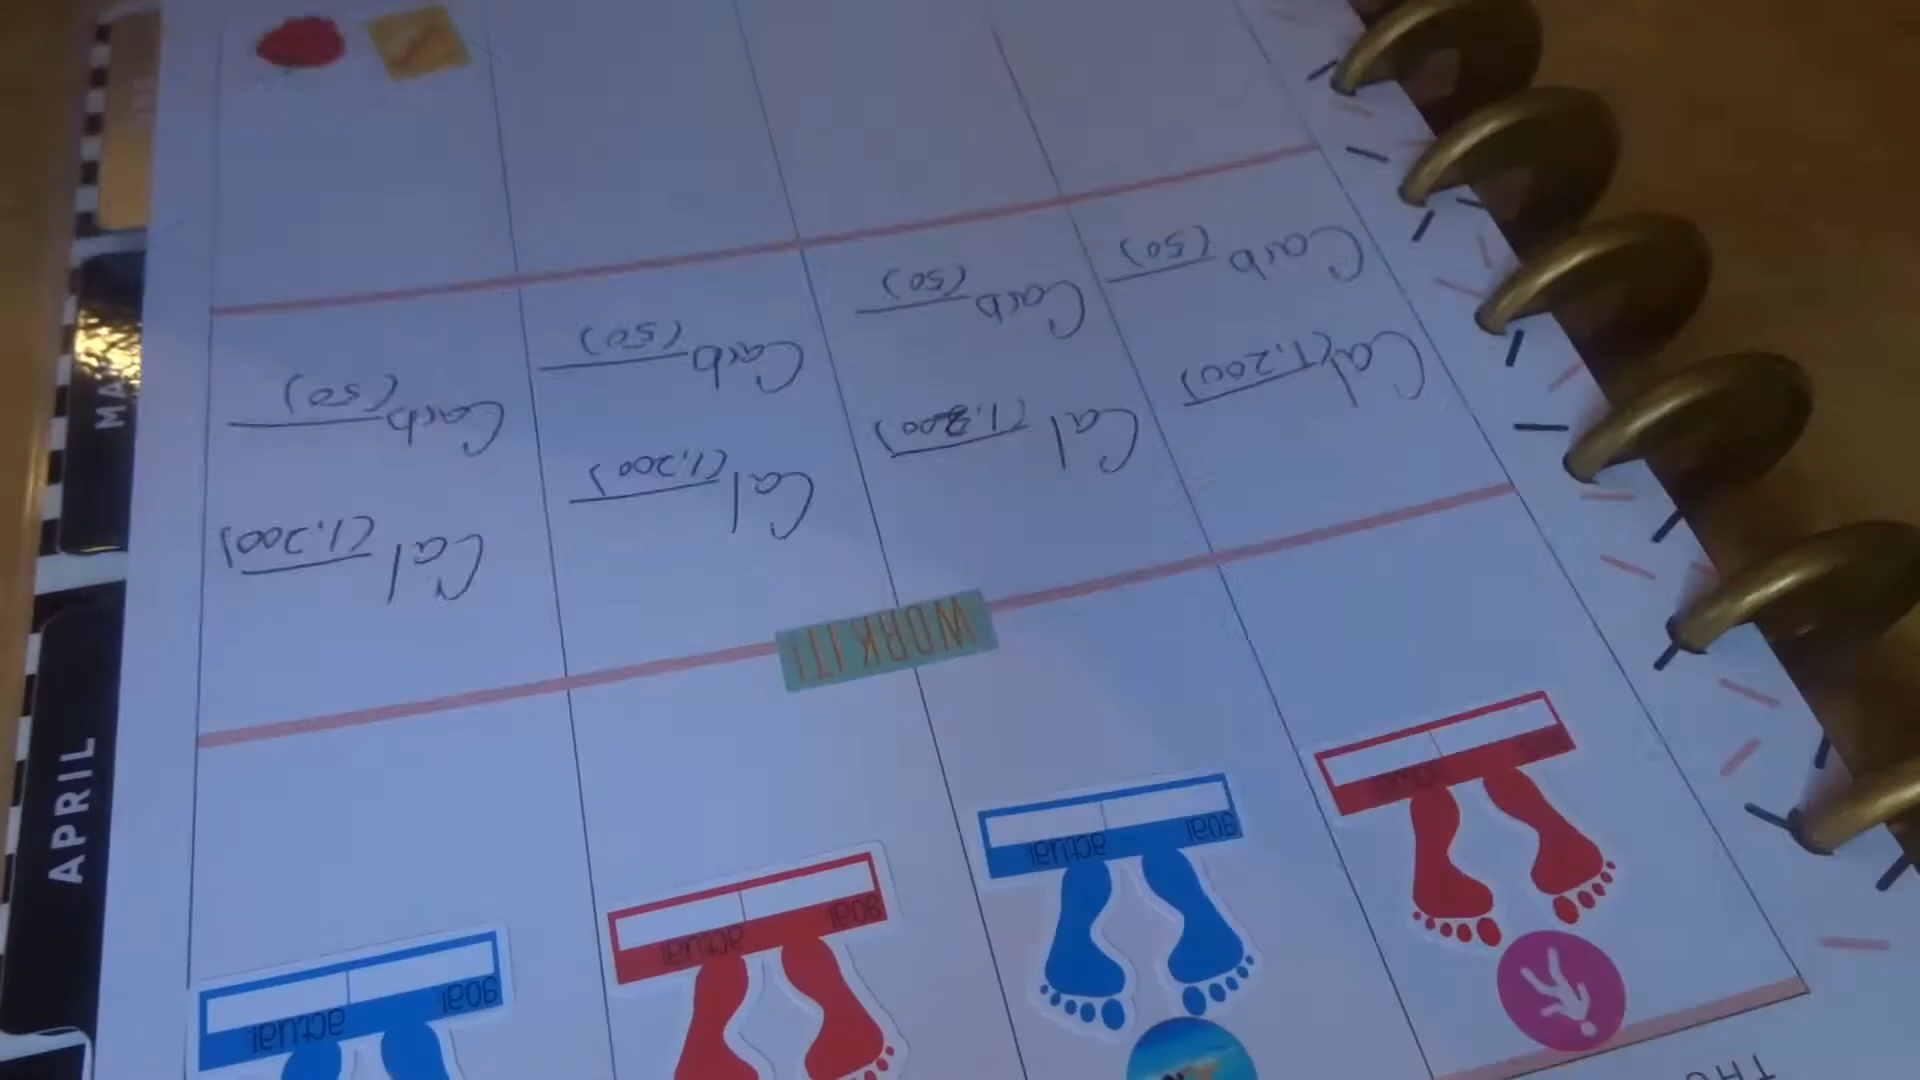 goal: actual:
goal: actual:
goal: actual:
WORK IT!
Cal (1,200)
Carb (50)
Cal (1,200)
Carb (50)
Cal (1,200)
Carb (50)
Cal (1,200)
Carb (50)
APRIL
MA